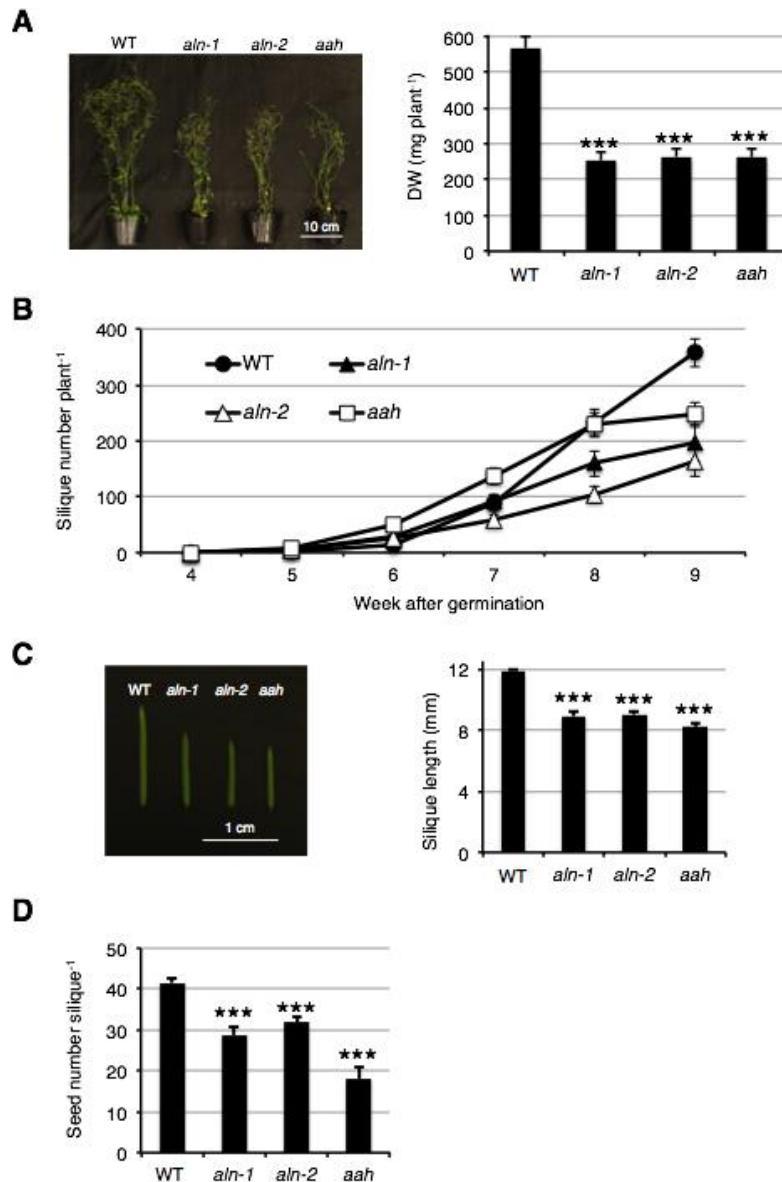 A
WT aln-1 aln-2 aah
10 cm
DW (mg plant⁻¹)
600
500
400
300
200
100
0
*** *** ***
WT aln-1 aln-2 aah
B
Silique number plant⁻¹
400
300
200
100
0
WT aln-1
aln-2 aah
4 5 6 7 8 9
Week after germination
C
WT aln-1 aln-2 aah
1 cm
Silique length (mm)
12
8
4
0
*** *** ***
WT aln-1 aln-2 aah
D
Seed number silique⁻¹
50
40
30
20
10
0
*** *** ***
WT aln-1 aln-2 aah